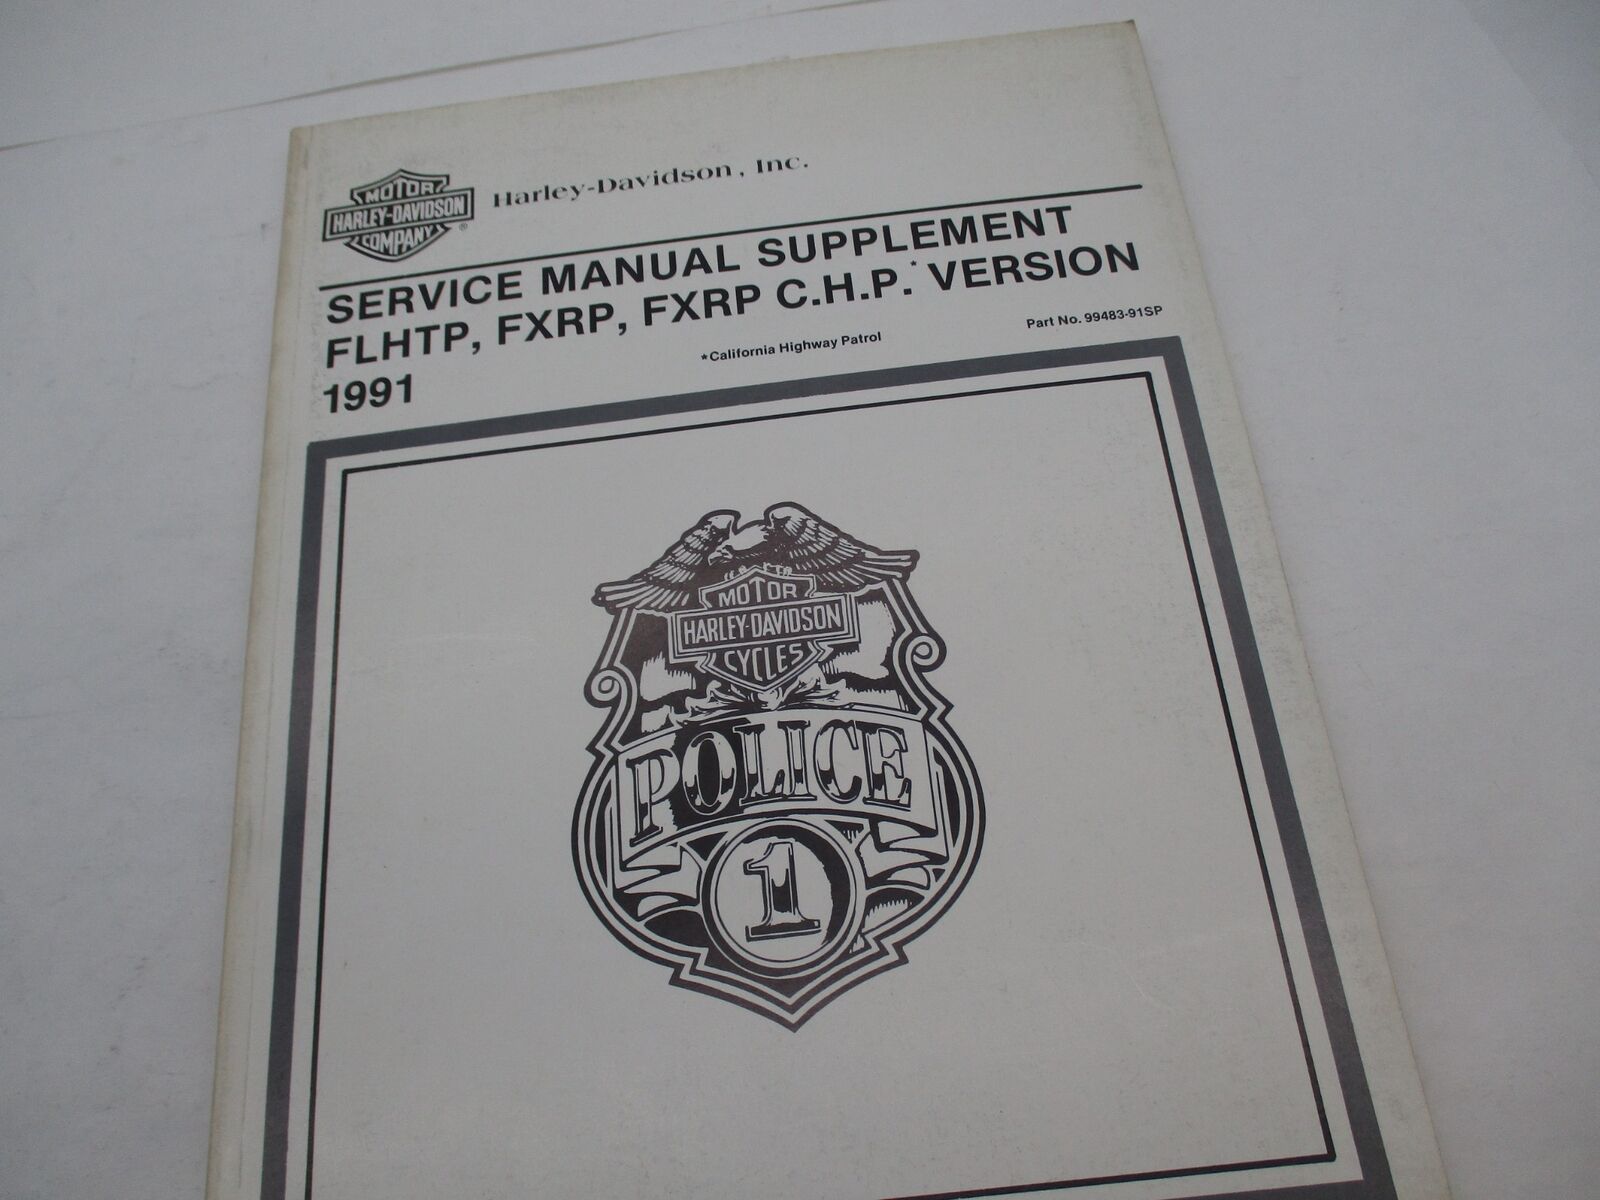 MOTOR
HARLEY-DAVIDSON
COMPANY
®
Harley-Davidson, Inc.
SERVICE MANUAL SUPPLEMENT
FLHTP, FXRP, FXRP C.H.P.* VERSION
1991
*California Highway Patrol
Part No. 99483-91SP
MOTOR
HARLEY-DAVIDSON
CYCLES
POLICE
1